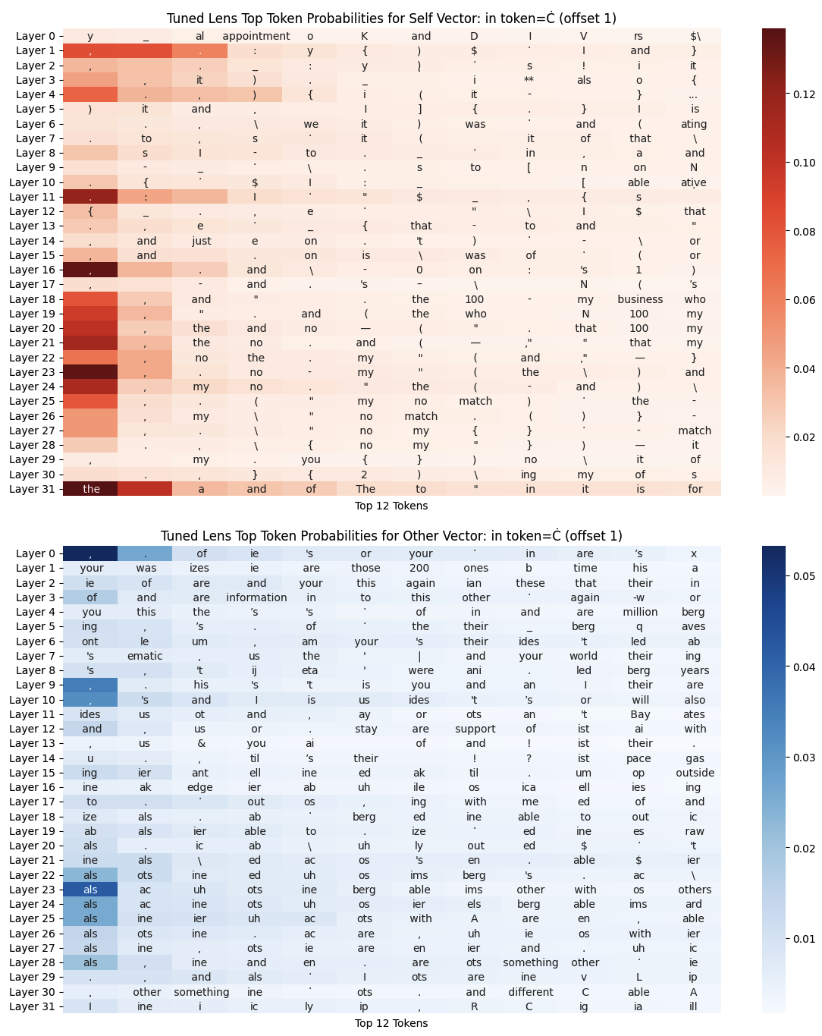 Tuned Lens Top Token Probabilities for Self Vector: in token=Ċ (offset 1)
Layer 0 y _ al appointment o K and D I V rs $\
Layer 1 , . : y { ) $ ˙ I and }
Layer 2 , . _ : y } ˙ s ! i it
Layer 3 , it ) . _ i ** als o {
Layer 4 . . , ) { i ( it - } ...
Layer 5 ) it and . I ] { . } I is
Layer 6 . , \ we it ) was ˙ and ( ating
Layer 7 . to , s ˙ it ( it of that \
Layer 8 s I - to . _ ˙ in , a and
Layer 9 - _ ˙ \ . s to [ n on N
Layer 10 . { ˙ $ I : _ [ able ative
Layer 11 . : I ˙ " $ _ . { s
Layer 12 { _ . , e ˙ " \ I $ that
Layer 13 . , e ˙ _ { that - to and "
Layer 14 . and just e on . 't ) ˙ - \ or
Layer 15 , and . on is \ was of ˙ ( or
Layer 16 , . and \ - 0 on : 's 1 )
Layer 17 , - and . 's – \ N ( ’s
Layer 18 , and " . the 100 - my business who
Layer 19 , " . and ( the who N 100 my
Layer 20 , the and no — ( " . that 100 my
Layer 21 , the no . and ( — ," " that my
Layer 22 , no the . my " ( and ," — }
Layer 23 , . no - my " ( the \ ) and
Layer 24 , my no . " the ( - and ) \
Layer 25 , . ( " my no match ) ˙ the -
Layer 26 , my \ " no match . ( ) } -
Layer 27 , . \ " no my { } ˙ - match
Layer 28 . , \ { no my " } ) — it
Layer 29 , my . you { } ) no \ it of
Layer 30 . , } { 2 ) \ ing my of s
Layer 31 the a and of The to " in it is for
Top 12 Tokens
0.12
0.10
0.08
0.06
0.04
0.02
Tuned Lens Top Token Probabilities for Other Vector: in token=Ċ (offset 1)
Layer 0 , . of ie 's or your ˙ in are ’s x
Layer 1 your was izes ie are those 200 ones b time his a
Layer 2 ie of are and your this again ian these that their in
Layer 3 of and are information in to this other ˙ again -w or
Layer 4 you this the ’s 's ˙ of in and are million berg
Layer 5 ing , 's . of ˙ the their _ berg q aves
Layer 6 ont le um , am your 's their ides 't led ab
Layer 7 's ematic . us the ' | and your world their ing
Layer 8 's , 't ij eta ' were ani . led berg years
Layer 9 , . his 's 't is you and an I their are
Layer 10 , 's and I is us ides 't ’s or will also
Layer 11 ides us ot and , ay or ots an 't Bay ates
Layer 12 and , us or . stay are support of ist ai with
Layer 13 , us & you ai of and ! ist their .
Layer 14 u . , til ’s their ! ? ist pace gas
Layer 15 ing ier ant ell ine ed ak til . um op outside
Layer 16 ine ak edge ier ab uh ile os ica ell ies ing
Layer 17 to . ˙ out os , ing with me ed of and
Layer 18 ize als . ab ˙ berg ed ine able to out ic
Layer 19 ab als ier able to . ize ˙ ed ine es raw
Layer 20 als . ic ab \ uh ly out ed $ ˙ 't
Layer 21 ine als \ ed ac os 's en . able $ ier
Layer 22 als ots ine ed uh os ims berg 's . ac \
Layer 23 als ac uh ots ine berg able ims other with os others
Layer 24 als ac ine ots uh os ier els berg able ims ard
Layer 25 als ine ier uh ac ots with A are en , able
Layer 26 als ots ine . ac are , uh ie os with ier
Layer 27 als ine , ots ie are en ier and . uh ic
Layer 28 als , ine and en . are ots something other ˙ ie
Layer 29 . . and als ˙ I ots are ine v L ip
Layer 30 , other something ine ˙ ots . and different C able A
Layer 31 I ine i ic ly ip , R C ig ia ill
Top 12 Tokens
0.05
0.04
0.03
0.02
0.01